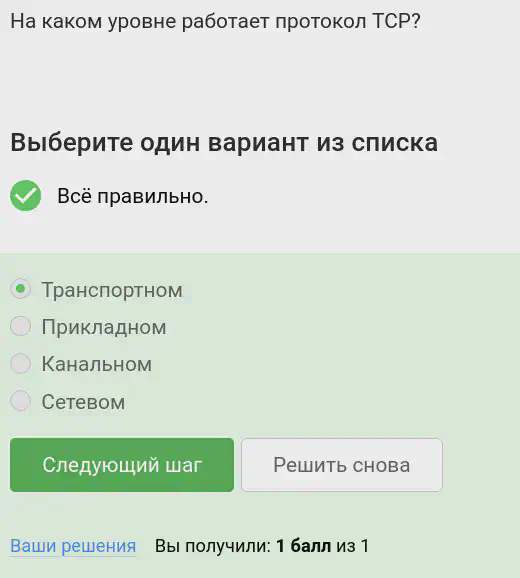 На каком уровне работает протокол TCP?
Выберите один вариант из списка
Всё правильно.
Транспортном
Прикладном
Канальном
Сетевом
Следующий шаг Решить снова
Ваши решения Вы получили: 1 балл из 1